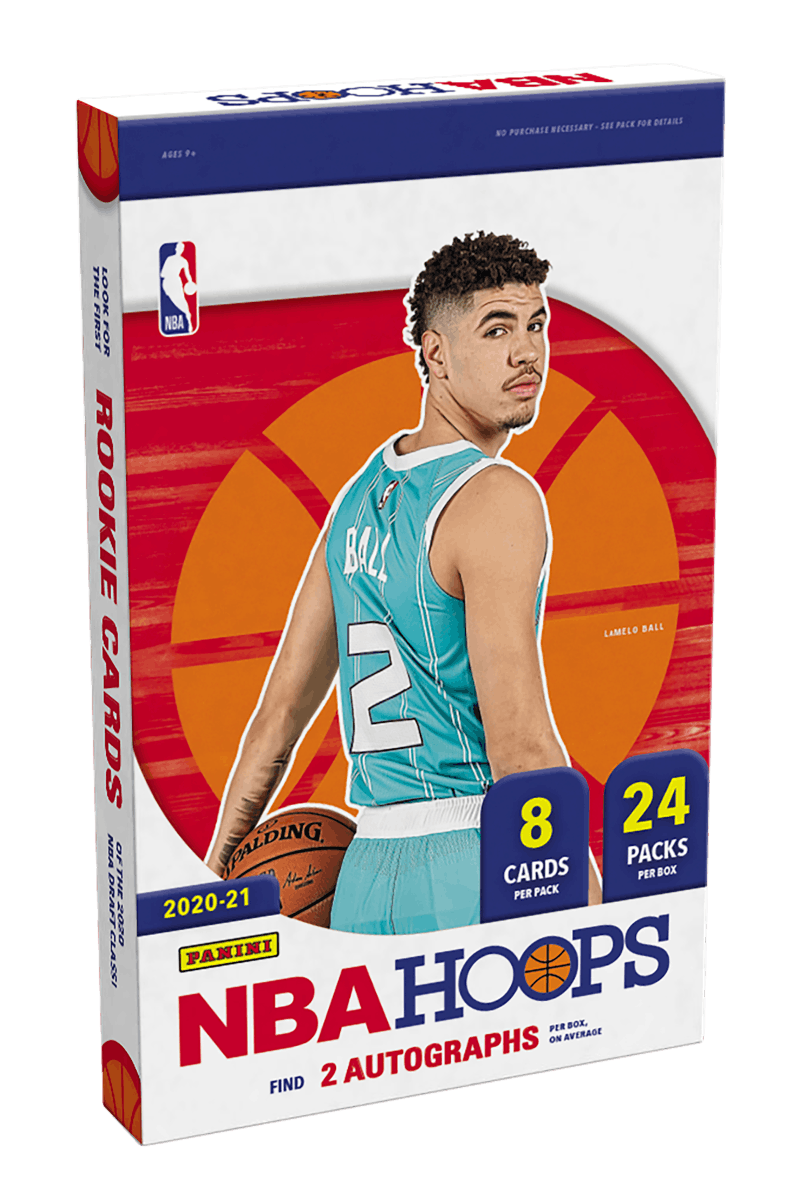 NBA HOOPS
AGES 9+
NO PURCHASE NECESSARY - SEE PACK FOR DETAILS
NBA
LOOK FOR
THE FIRST
ROOKIE CARDS
OF THE 2020
NBA DRAFT CLASS!
BALL
2
LaMELO BALL
SPALDING
8
CARDS
PER PACK
24
PACKS
PER BOX
2020-21
PANINI
NBA HOOPS
FIND 2 AUTOGRAPHS PER BOX,
ON AVERAGE